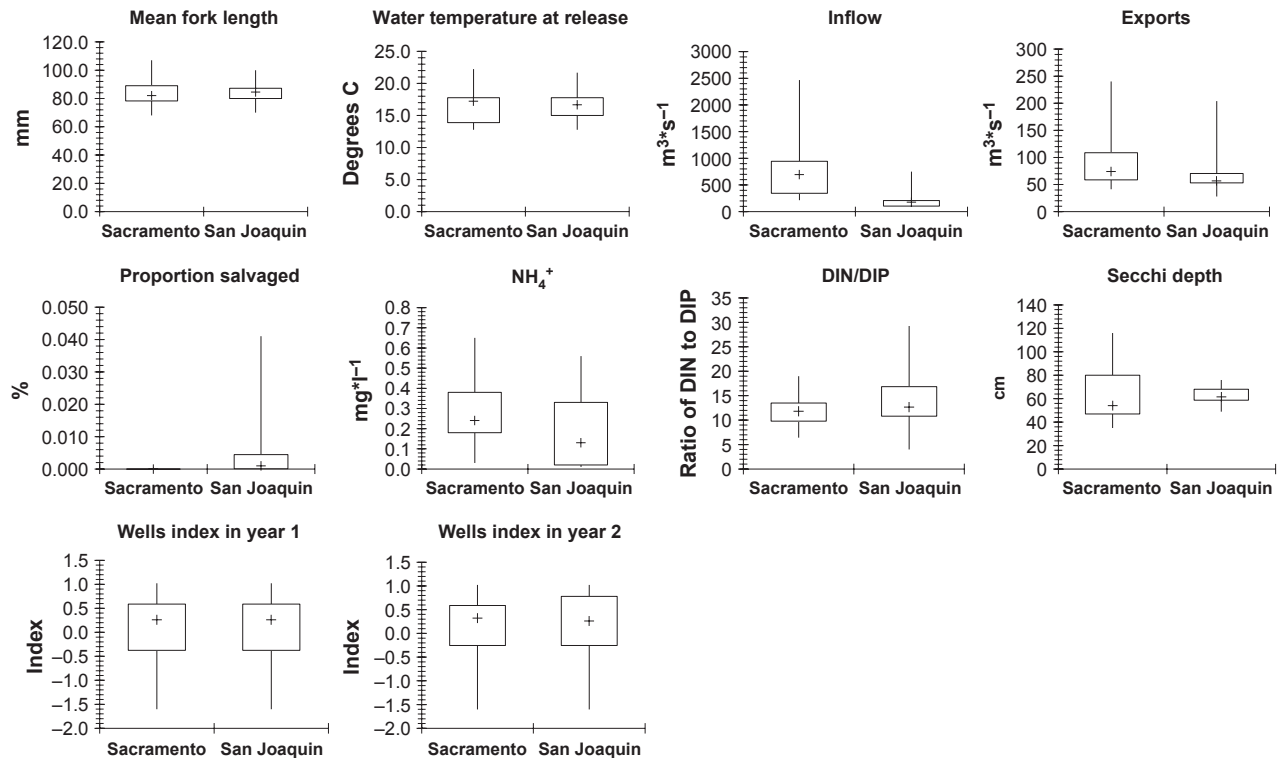 Mean fork length
mm
120.0
100.0
80.0
60.0
40.0
20.0
0.0
Sacramento San Joaquin
Water temperature at release
Degrees C
25.0
20.0
15.0
10.0
5.0
0.0
Sacramento San Joaquin
Inflow
m³*s⁻¹
3000
2500
2000
1500
1000
500
0
Sacramento San Joaquin
Exports
m³*s⁻¹
300
250
200
150
100
50
0
Sacramento San Joaquin
Proportion salvaged
%
0.050
0.040
0.030
0.020
0.010
0.000
Sacramento San Joaquin
NH₄⁺
mg*l⁻¹
0.8
0.7
0.6
0.5
0.4
0.3
0.2
0.1
0.0
Sacramento San Joaquin
DIN/DIP
Ratio of DIN to DIP
35
30
25
20
15
10
5
0
Sacramento San Joaquin
Secchi depth
cm
140
120
100
80
60
40
20
0
Sacramento San Joaquin
Wells index in year 1
Index
1.5
1.0
0.5
0.0
–0.5
–1.0
–1.5
–2.0
Sacramento San Joaquin
Wells index in year 2
Index
1.5
1.0
0.5
0.0
–0.5
–1.0
–1.5
–2.0
Sacramento San Joaquin